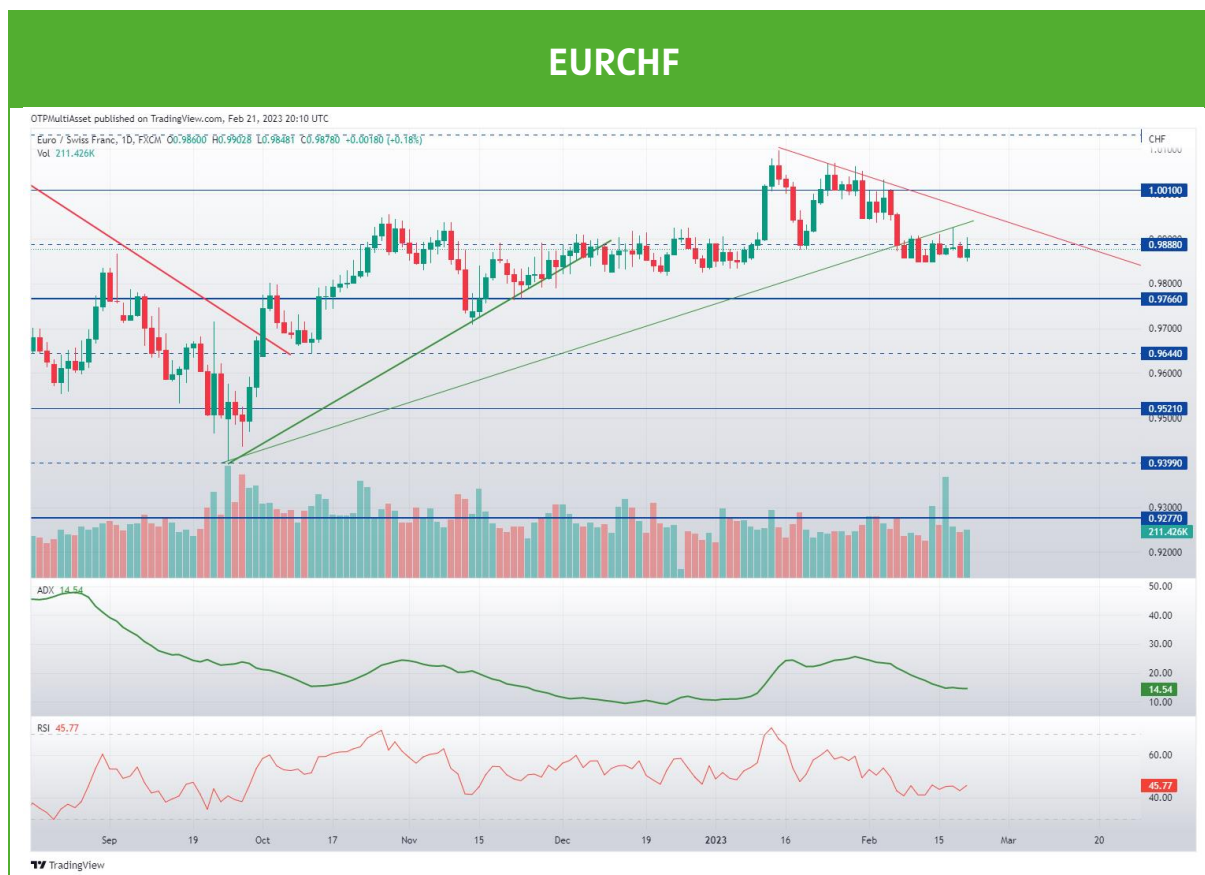 EURCHF
OTPMultiAsset published on TradingView.com, Feb 21, 2023 20:10 UTC
Euro / Swiss Franc, 1D, FXCM O0.98600 H0.99028 L0.98481 C0.98780 +0.00180 (+0.18%)
CHF
Vol 211.426K
1.01000
1.00100
0.98880
0.98000
0.97660
0.97000
0.96440
0.96000
0.95210
0.95000
0.93990
0.93000
0.92770
211.426K
0.92000
ADX 14.54
50.00
40.00
30.00
20.00
14.54
10.00
RSI 45.77
60.00
45.77
40.00
Sep 19 Oct 17 Nov 15 Dec 19 2023 16 Feb 15 Mar 20
TradingView